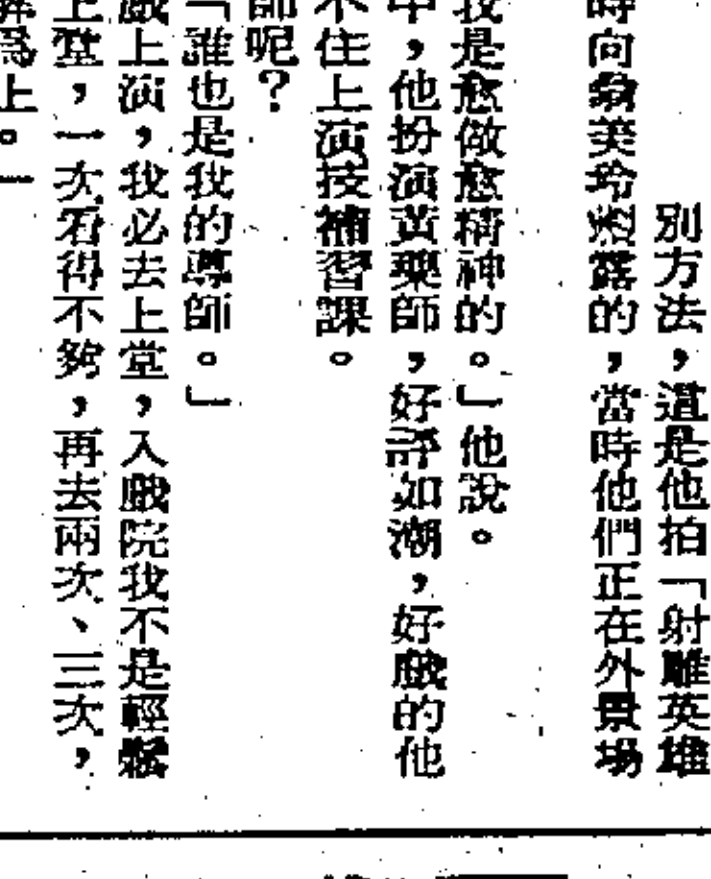 別方法，這是他拍「射雕英雄
時向翁美玲燜露的，當時他們正在外景場
我是愈做愈精神的。」他說。
中，他扮演黃藥師，好評如潮，好戲的他
不住上演技補習課。
師呢？
「誰也是我的導師。」
戲上演，我必去上堂，入戲院我不是輕鬆
上堂，一次看得不夠，再去兩次、三次，
解爲上。」